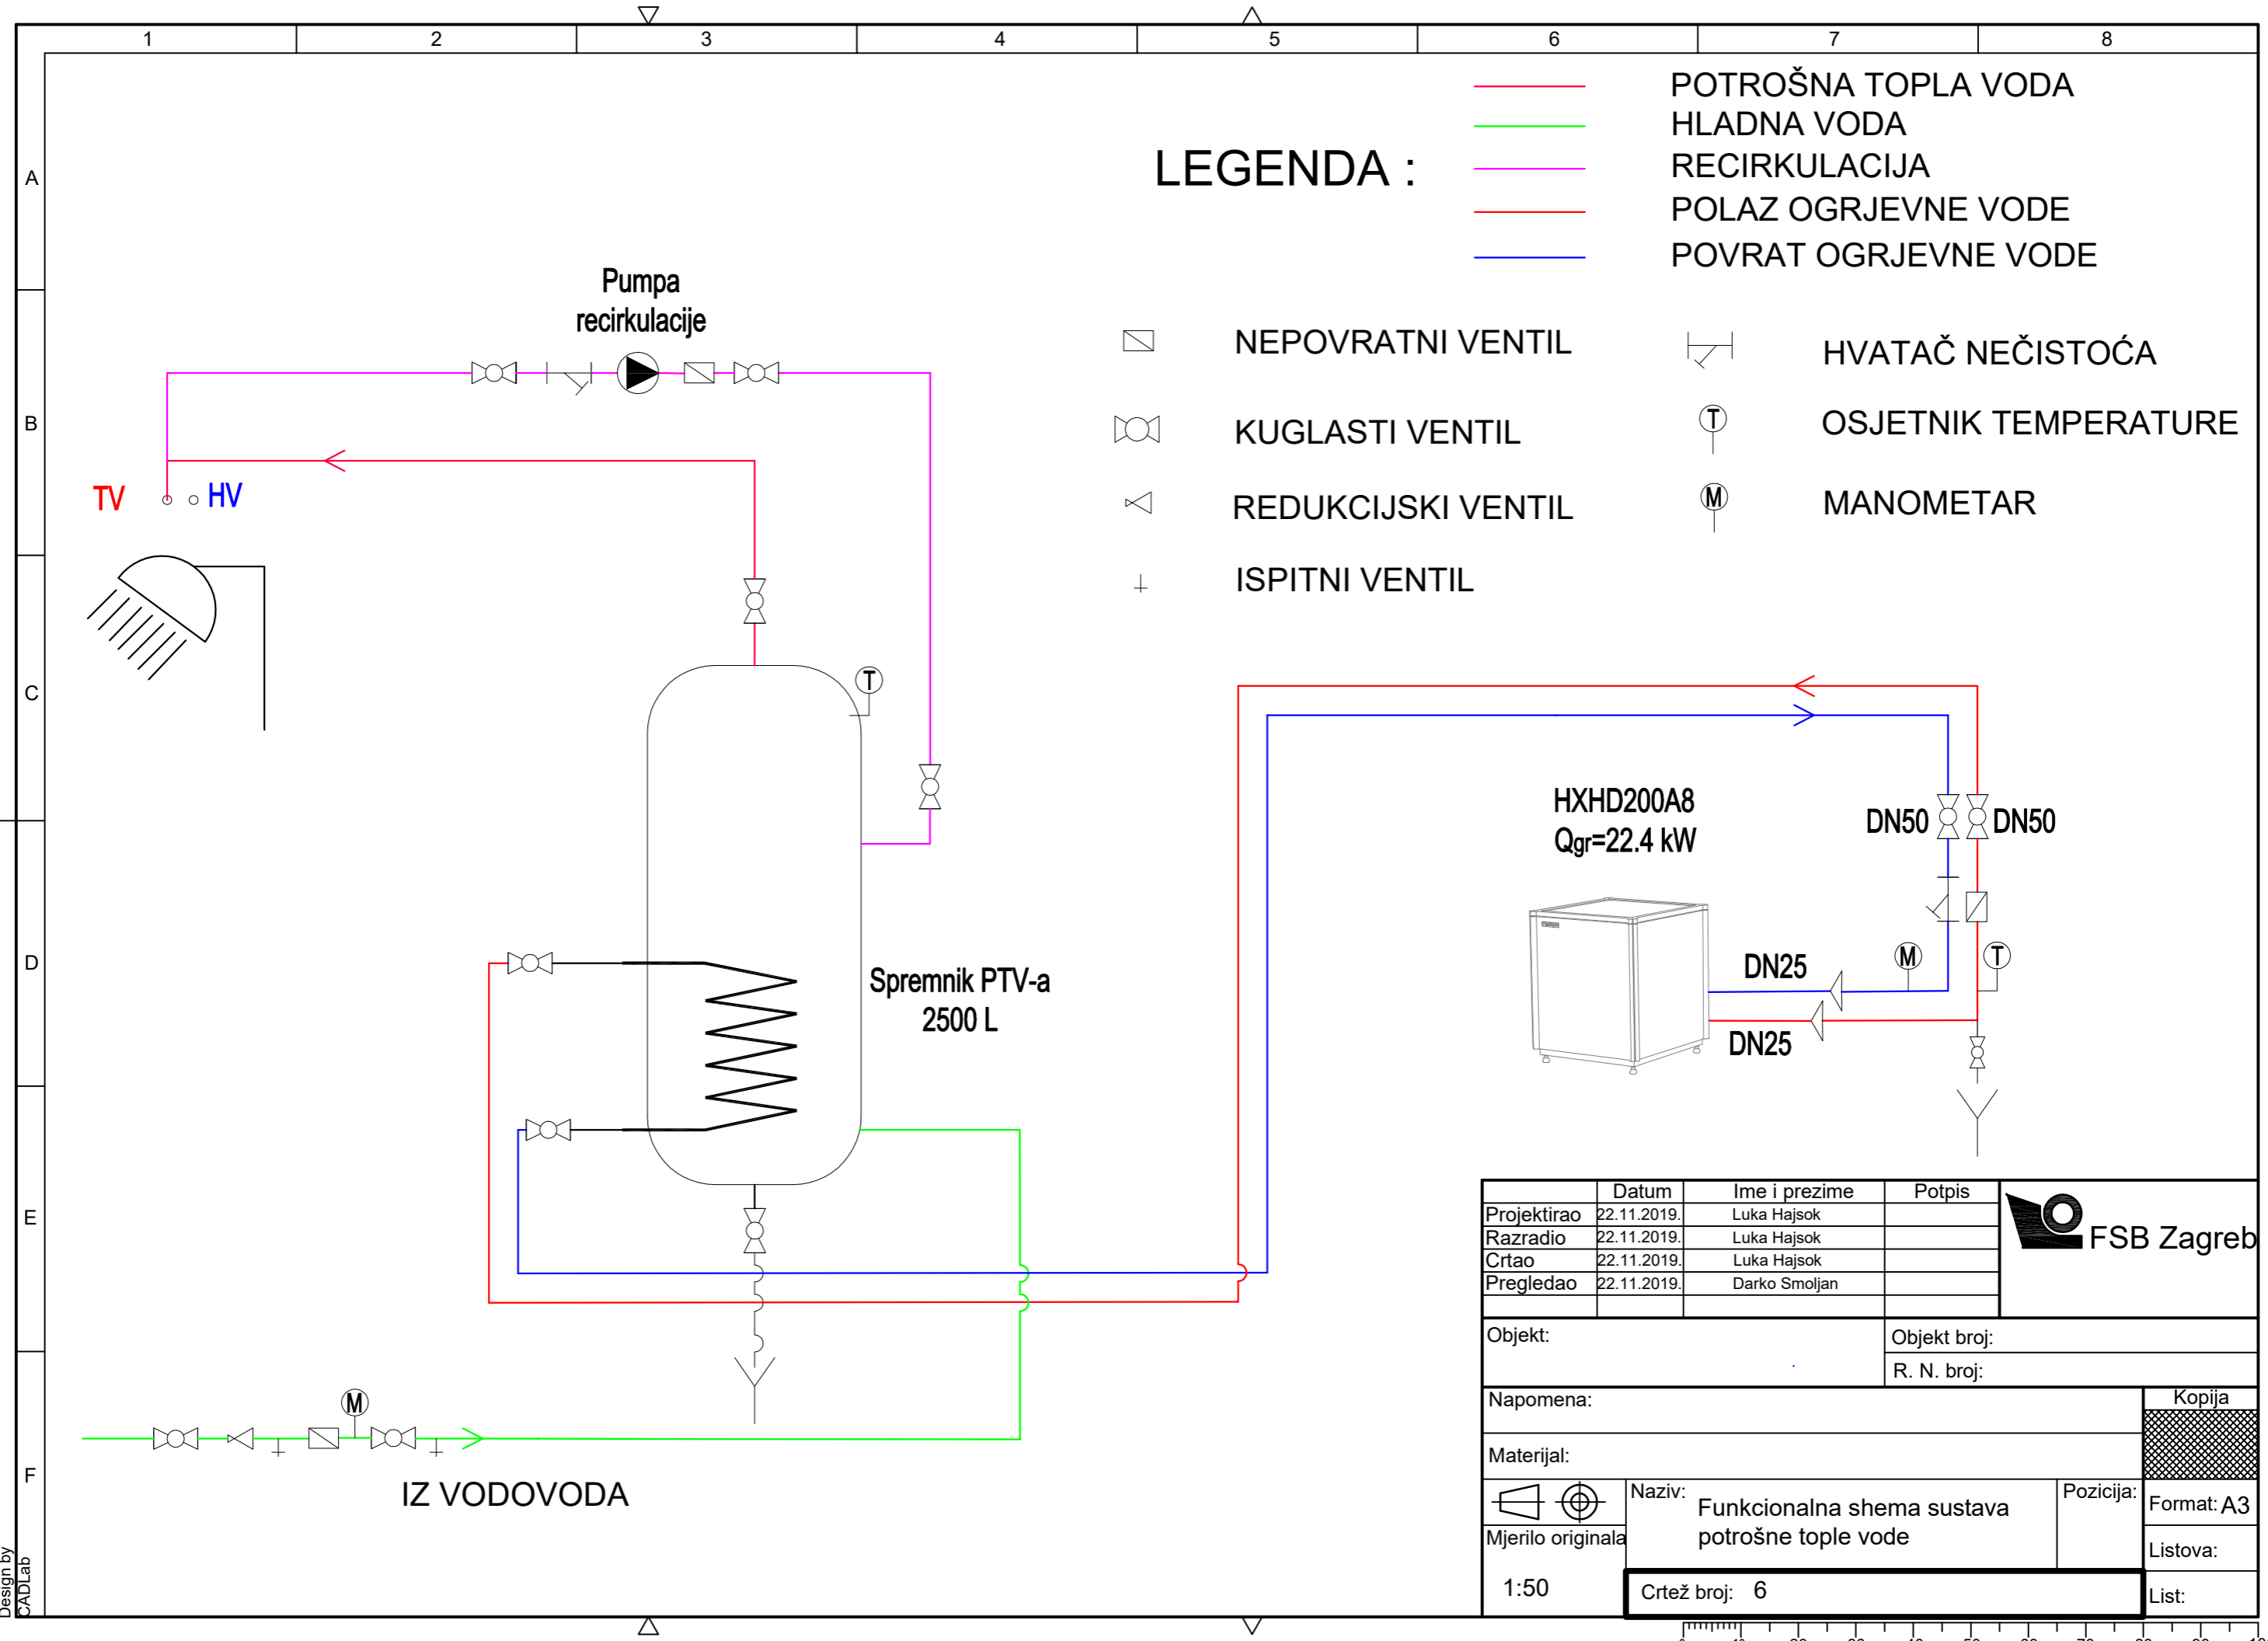 1 2 3 4 5 6 7 8
A
B
C
D
E
F
LEGENDA :
POTROŠNA TOPLA VODA
HLADNA VODA
RECIRKULACIJA
POLAZ OGRJEVNE VODE
POVRAT OGRJEVNE VODE
NEPOVRATNI VENTIL
KUGLASTI VENTIL
REDUKCIJSKI VENTIL
ISPITNI VENTIL
HVATAČ NEČISTOĆA
T OSJETNIK TEMPERATURE
M MANOMETAR
Pumpa
recirkulacije
TV HV
T
Spremnik PTV-a
2500 L
HXHD200A8
Qgr=22.4 kW
DN50 DN50
M T
DN25
DN25
M
IZ VODOVODA
Datum Ime i prezime Potpis
Projektirao 22.11.2019. Luka Hajsok
Razradio 22.11.2019. Luka Hajsok
Crtao 22.11.2019. Luka Hajsok
Pregledao 22.11.2019. Darko Smoljan
FSB Zagreb
Objekt:
Objekt broj:
R. N. broj:
Napomena:
Kopija
Materijal:
Naziv: Funkcionalna shema sustava
potrošne tople vode
Pozicija:
Format: A3
Mjerilo originala
1:50
Listova:
Crtež broj: 6
List:
Design by
CADLab